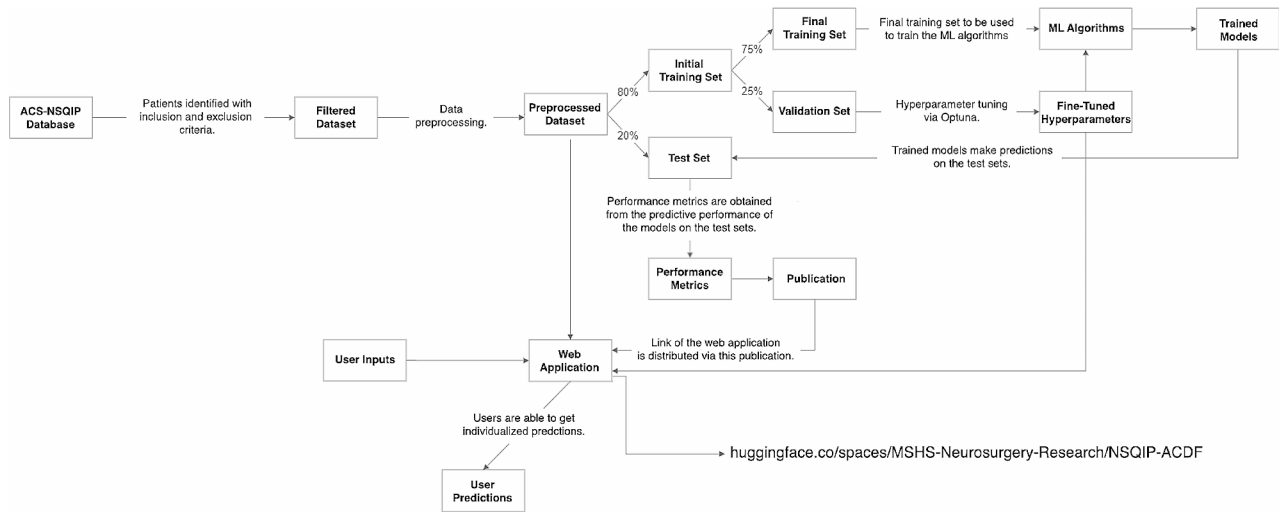 ACS-NSQIP
Database
Patients identified with
inclusion and exclusion
criteria.
Filtered
Dataset
Data
preprocessing.
Preprocessed
Dataset
80%
20%
Initial
Training Set
75%
25%
Final
Training Set
Final training set to be used
to train the ML algorithms
ML Algorithms
Trained
Models
Validation Set
Hyperparameter tuning
via Optuna.
Fine-Tuned
Hyperparameters
Test Set
Trained models make predictions
on the test sets.
Performance metrics are obtained
from the predictive performance of
the models on the test sets.
Performance
Metrics
Publication
Link of the web application
is distributed via this publication.
User Inputs
Web
Application
Users are able to get
individualized predctions.
User
Predictions
huggingface.co/spaces/MSHS-Neurosurgery-Research/NSQIP-ACDF